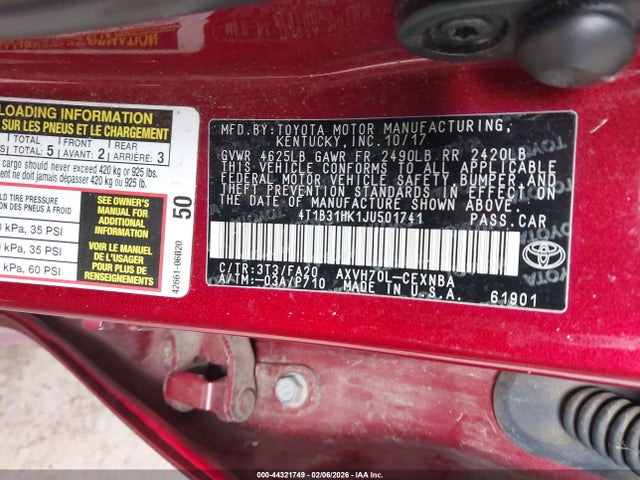 LOADING INFORMATION
SUR LES PNEUS ET LE CHARGEMENT
TOTAL FRONT REAR
TOTAL: 5 AVANT: 2 ARRIÈRE: 3
cargo should never exceed 420 kg or 925 lbs.
ne doit jamais dépasser 420 kg ou 925 lb.
COLD TIRE PRESSURE
kPa, 35 PSI
kPa, 35 PSI
kPa, 60 PSI
SEE OWNER'S
MANUAL FOR
ADDITIONAL
INFORMATION
VOIR LE MANUEL
DE L'USAGER
POUR PLUS DE
RENSEIGNEMENTS
50
42661-06B20
MFD.BY: TOYOTA MOTOR MANUFACTURING,
KENTUCKY, INC. 10/17
GVWR 4625LB GAWR FR 2490LB RR 2420LB
THIS VEHICLE CONFORMS TO ALL APPLICABLE
FEDERAL MOTOR VEHICLE SAFETY, BUMPER, AND
THEFT PREVENTION STANDARDS IN EFFECT ON
THE DATE OF MANUFACTURE SHOWN ABOVE.
4T1B31HK1JU501741 PASS.CAR
C/TR:3T3/FA20 AXVH70L-CEXNBA
A/TM:-03A/P710 MADE IN U.S.A. 61901
TOYOTA
000-44321749 - 02/06/2026 - COPYRIGHT IAA, LLC